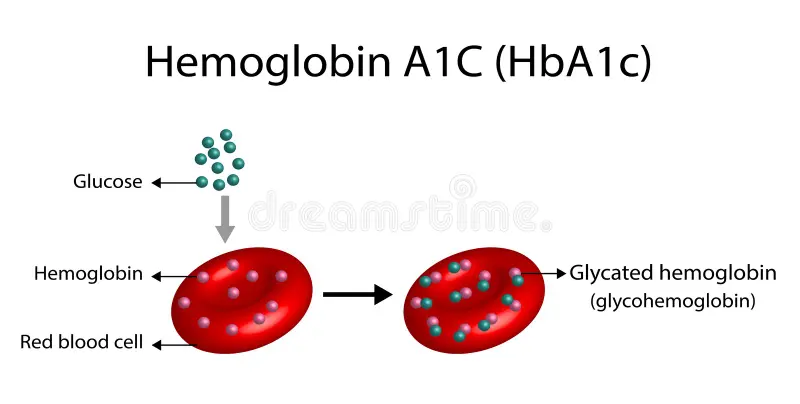 Hemoglobin A1C (HbA1c)
Glucose
dreamstime
Hemoglobin
Glycated hemoglobin
(glycohemoglobin)
Red blood cell